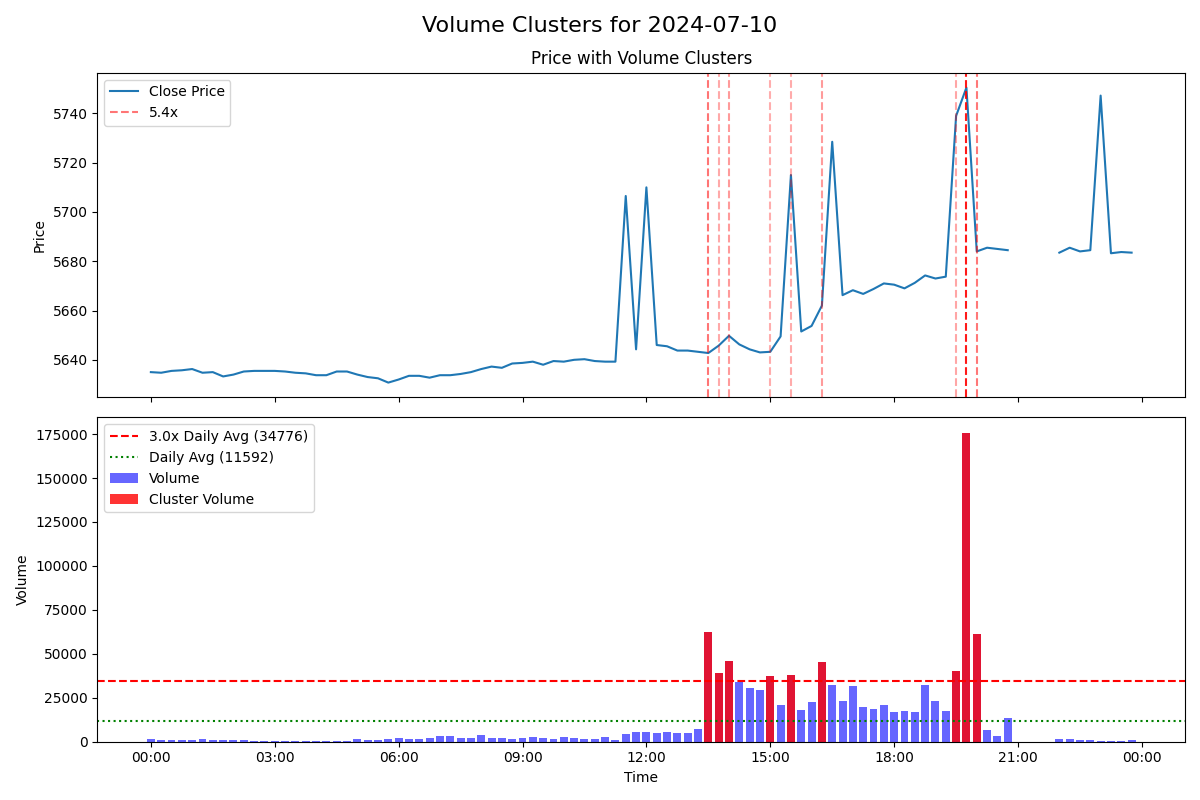 Volume Clusters for 2024-07-10
Price with Volume Clusters
Close Price
5.4x
5740
5720
5700
5680
5660
5640
Price
3.0x Daily Avg (34776)
Daily Avg (11592)
Volume
Cluster Volume
175000
150000
125000
100000
75000
50000
25000
0
Volume
00:00 03:00 06:00 09:00 12:00 15:00 18:00 21:00 00:00
Time